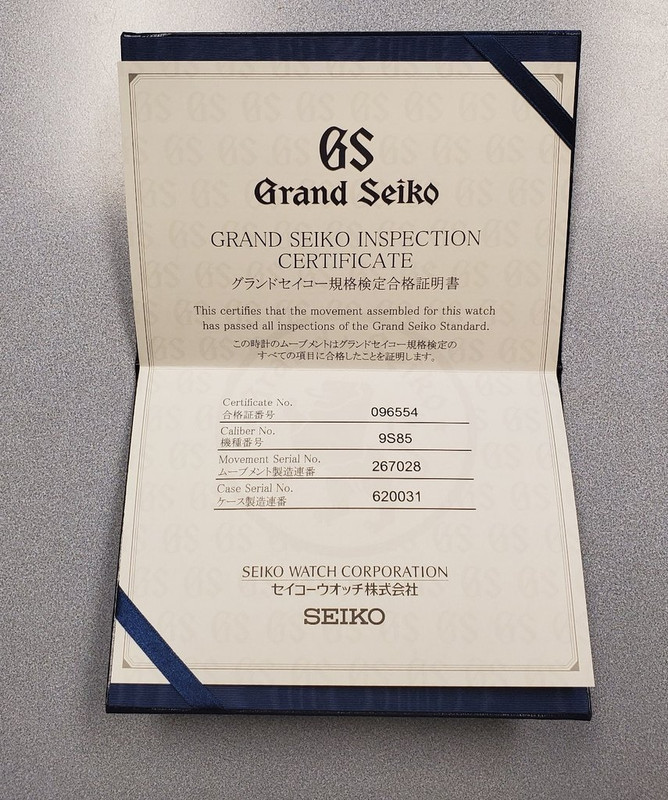 GS
Grand Seiko
GRAND SEIKO INSPECTION
CERTIFICATE
グランドセイコー規格検定合格証明書
This certifies that the movement assembled for this watch
has passed all inspections of the Grand Seiko Standard.
この時計のムーブメントはグランドセイコー規格検定の
すべての項目に合格したことを証明します。
Certificate No.
合格証番号 096554
Caliber No.
機種番号 9S85
Movement Serial No.
ムーブメント製造連番 267028
Case Serial No.
ケース製造連番 620031
SEIKO WATCH CORPORATION
セイコーウオッチ株式会社
SEIKO